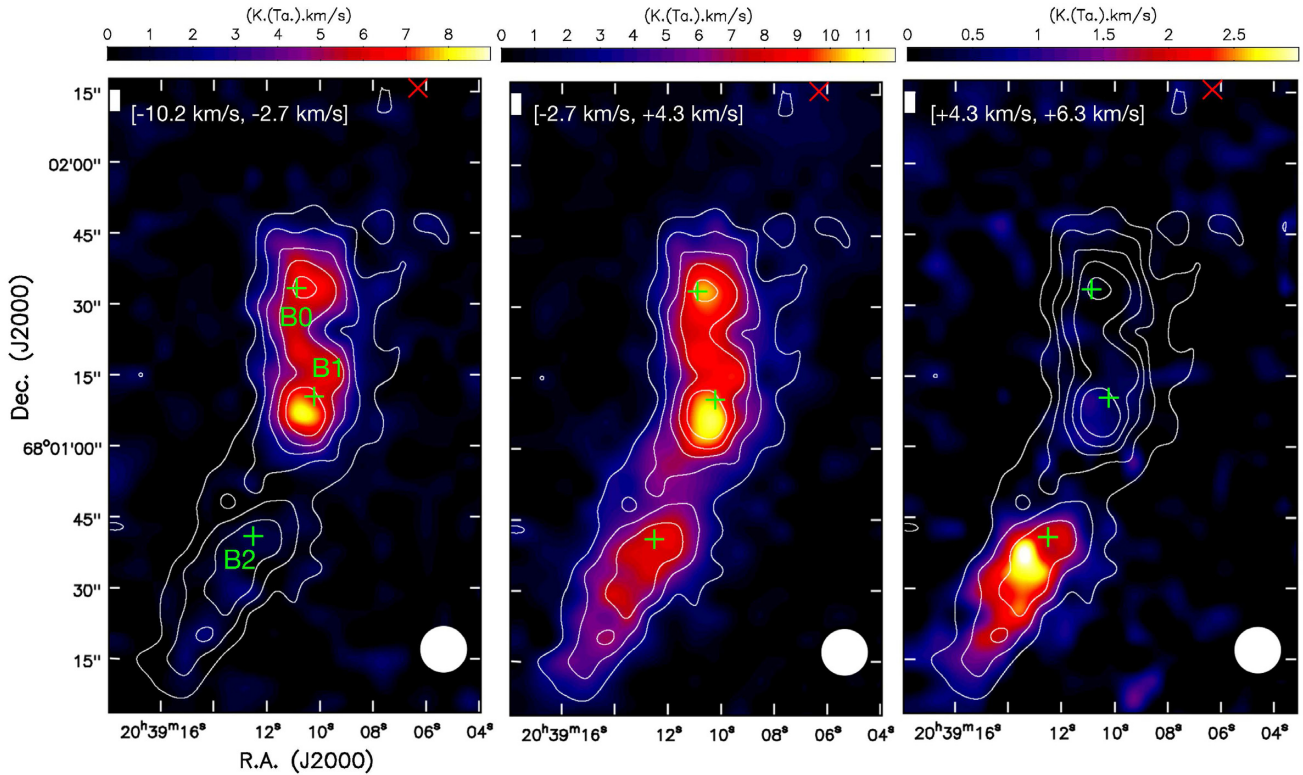 (K.(Ta.).km/s)
0 1 2 3 4 5 6 7 8
(K.(Ta.).km/s)
0 1 2 3 4 5 6 7 8 9 10 11
(K.(Ta.).km/s)
0 0.5 1 1.5 2 2.5
[-10.2 km/s, -2.7 km/s]
[-2.7 km/s, +4.3 km/s]
[+4.3 km/s, +6.3 km/s]
15"
02'00"
45"
30"
15"
68°01'00"
45"
30"
15"
Dec. (J2000)
B0
B1
B2
20ʰ39ᵐ16ˢ 12ˢ 10ˢ 08ˢ 06ˢ 04ˢ
20ʰ39ᵐ16ˢ 12ˢ 10ˢ 08ˢ 06ˢ 04ˢ
20ʰ39ᵐ16ˢ 12ˢ 10ˢ 08ˢ 06ˢ 04ˢ
R.A. (J2000)